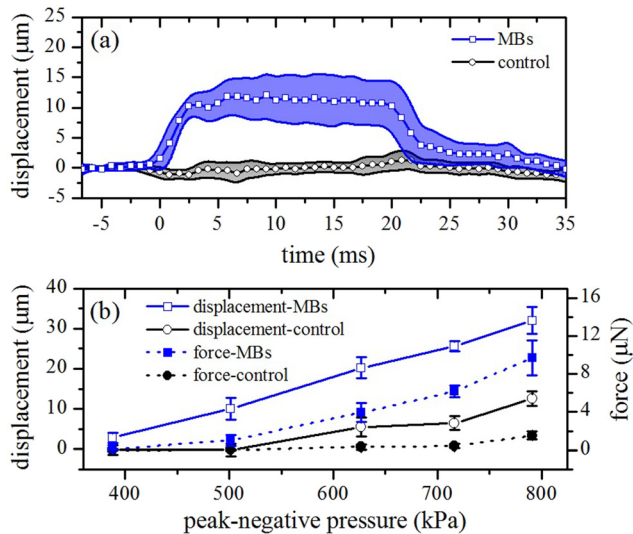 25
20
15
10
5
0
-5
displacement (μm)
(a)
MBs
control
-5 0 5 10 15 20 25 30 35
time (ms)
40
30
20
10
0
displacement (μm)
(b)
displacement-MBs
displacement-control
force-MBs
force-control
16
12
8
4
0
force (μN)
400 500 600 700 800
peak-negative pressure (kPa)